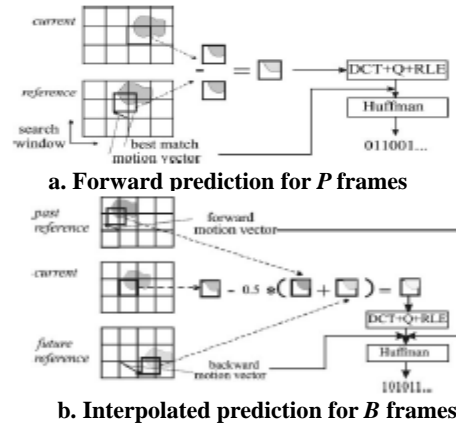 current
-
=
DCT+Q+RLE
reference
Huffman
search
window
best match
motion vector
011001...
a. Forward prediction for P frames
past
reference
forward
motion vector
current
- 0.5 *( + ) =
DCT+Q+RLE
future
reference
backward
motion vector
Huffman
101011...
b. Interpolated prediction for B frames